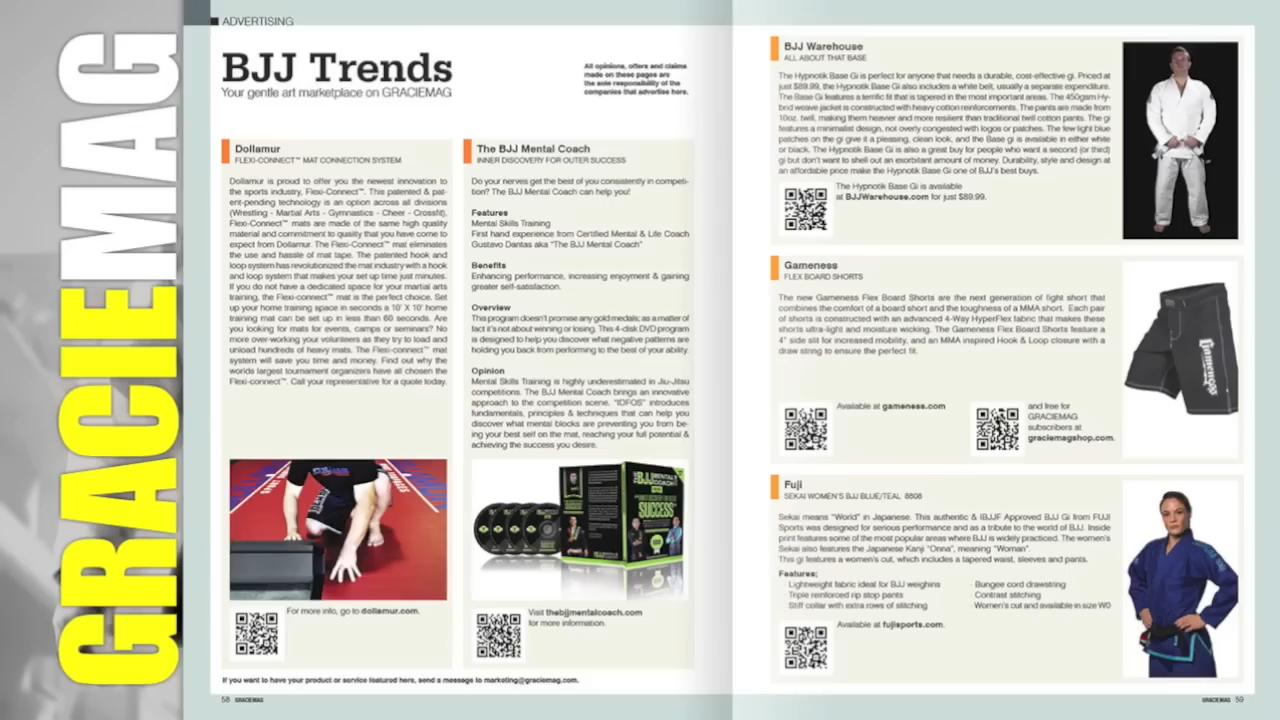 GRACIEMAG
ADVERTISING
BJJ Trends
Your gentle art marketplace on GRACIEMAG
All opinions, offers and claims
made on these pages are
the sole responsibility of the
companies that advertise here.
Dollamur
FLEXI-CONNECT™ MAT CONNECTION SYSTEM
Dollamur is proud to offer you the newest innovation to
the sports industry, Flexi-Connect™. This patented & pat-
ent-pending technology is an option across all divisions
(Wrestling - Martial Arts - Gymnastics - Cheer - Crossfit),
Flexi-Connect™ mats are made of the same high quality
material and commitment to quality that you have come to
expect from Dollamur. The Flexi-Connect™ mat eliminates
the use and hassle of mat tape. The patented hook and
loop system has revolutionized the mat industry with a hook
and loop system that makes your set up time just minutes.
If you do not have a dedicated space for your martial arts
training, the Flexi-connect™ mat is the perfect choice. Set
up your home training space in seconds a 10' X 10' home
training mat can be set up in less than 60 seconds. Are
you looking for mats for events, camps or seminars? No
more over-working your volunteers as they try to load and
unload hundreds of heavy mats. The Flexi-connect™ mat
system will save you time and money. Find out why the
worlds largest tournament organizers have all chosen the
Flexi-connect™. Call your representative for a quote today.
For more info, go to dollamur.com.
The BJJ Mental Coach
INNER DISCOVERY FOR OUTER SUCCESS
Do your nerves get the best of you consistently in competi-
tion? The BJJ Mental Coach can help you!
Features
Mental Skills Training
First hand experience from Certified Mental & Life Coach
Gustavo Dantas aka "The BJJ Mental Coach"
Benefits
Enhancing performance, increasing enjoyment & gaining
greater self-satisfaction.
Overview
This program doesn't promise any gold medals; as a matter of
fact it's not about winning or losing. This 4-disk DVD program
is designed to help you discover what negative patterns are
holding you back from performing to the best of your ability.
Opinion
Mental Skills Training is highly underestimated in Jiu-Jitsu
competitions. The BJJ Mental Coach brings an innovative
approach to the competition scene. "IDFOS" introduces
fundamentals, principles & techniques that can help you
discover what mental blocks are preventing you from be-
ing your best self on the mat, reaching your full potential &
achieving the success you desire.
BJJ MENTAL
COACH
SUCCESS
Visit thebjjmentalcoach.com
for more information.
If you want to have your product or service featured here, send a message to marketing@graciemag.com.
58 GRACIEMAG
BJJ Warehouse
ALL ABOUT THAT BASE
The Hypnotik Base Gi is perfect for anyone that needs a durable, cost-effective gi. Priced at
just $89.99, the Hypnotik Base Gi also includes a white belt, usually a separate expenditure.
The Base Gi features a terrific fit that is tapered in the most important areas. The 450gsm Hy-
brid weave jacket is constructed with heavy cotton reinforcements. The pants are made from
10oz. twill, making them heavier and more resilient than traditional twill cotton pants. The gi
features a minimalist design, not overly congested with logos or patches. The few light blue
patches on the gi give it a pleasing, clean look, and the Base gi is available in either white
or black. The Hypnotik Base Gi is also a great buy for people who want a second (or third)
gi but don't want to shell out an exorbitant amount of money. Durability, style and design at
an affordable price make the Hypnotik Base Gi one of BJJ's best buys.
The Hypnotik Base Gi is available
at BJJWarehouse.com for just $89.99.
Gameness
FLEX BOARD SHORTS
The new Gameness Flex Board Shorts are the next generation of light short that
combines the comfort of a board short and the toughness of a MMA short. Each pair
of shorts is constructed with an advanced 4-Way HyperFlex fabric that makes these
shorts ultra-light and moisture wicking. The Gameness Flex Board Shorts feature a
4" side slit for increased mobility, and an MMA inspired Hook & Loop closure with a
draw string to ensure the perfect fit.
Available at gameness.com
and free for
GRACIEMAG
subscribers at
graciemagshop.com.
Gameness
Fuji
SEKAI WOMEN'S BJJ BLUE/TEAL 8808
Sekai means "World" in Japanese. This authentic & IBJJF Approved BJJ Gi from FUJI
Sports was designed for serious performance and as a tribute to the world of BJJ. Inside
print features some of the most popular areas where BJJ is widely practiced. The women's
Sekai also features the Japanese Kanji "Onna", meaning "Woman".
This gi features a women's cut, which includes a tapered waist, sleeves and pants.
Features:
Lightweight fabric ideal for BJJ weighins
Triple reinforced rip stop pants
Stiff collar with extra rows of stitching
· Bungee cord drawstring
Contrast stitching
· Women's cut and available in size W0
Available at fujisports.com.
GRACIEMAG 59